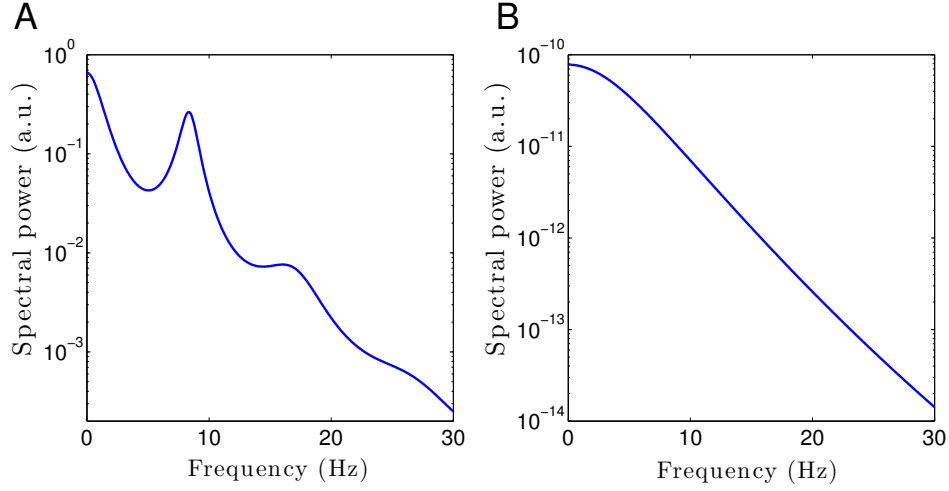 A
Spectral power (a.u.)
10^0
10^-1
10^-2
10^-3
0 10 20 30
Frequency (Hz)
B
Spectral power (a.u.)
10^-10
10^-11
10^-12
10^-13
10^-14
0 10 20 30
Frequency (Hz)